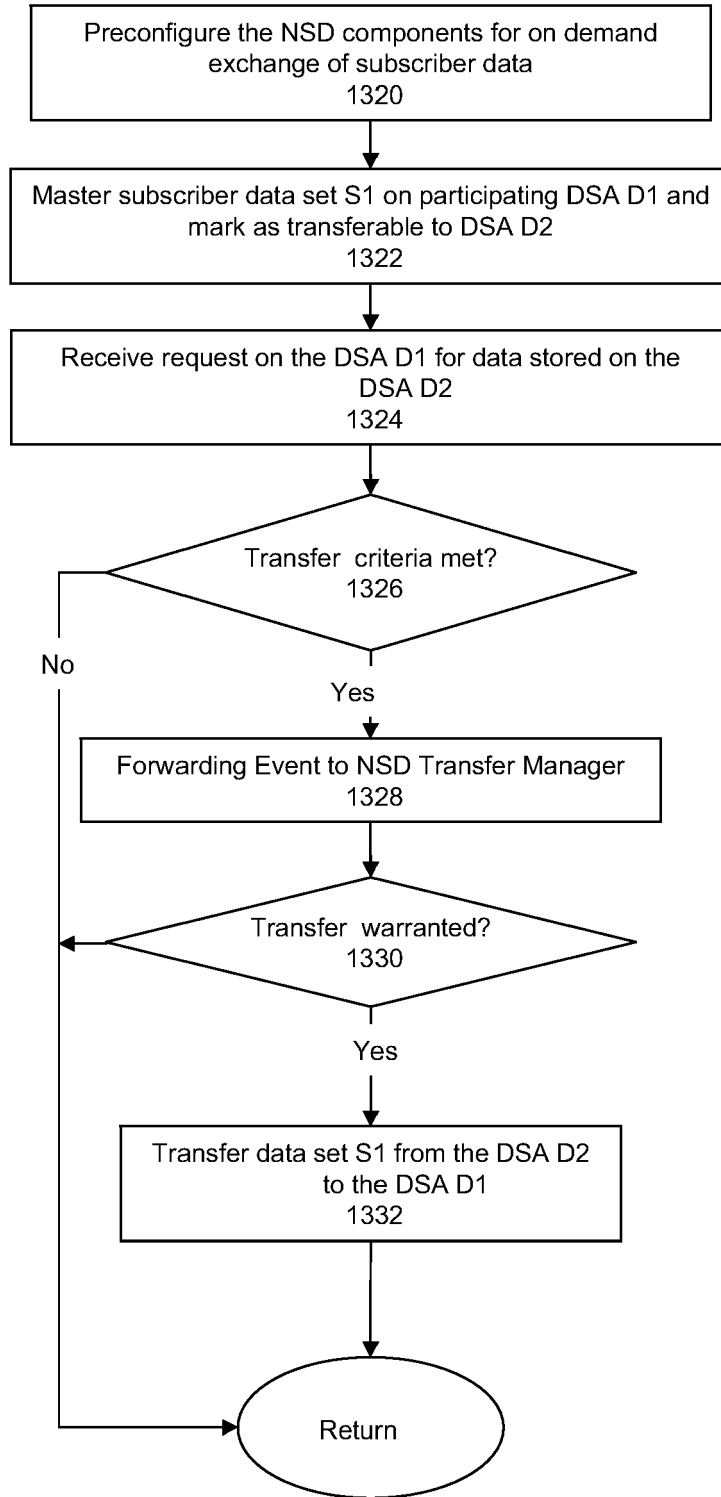 Preconfigure the NSD components for on demand
exchange of subscriber data
1320
Master subscriber data set S1 on participating DSA D1 and
mark as transferable to DSA D2
1322
Receive request on the DSA D1 for data stored on the
DSA D2
1324
Transfer criteria met?
1326
No
Yes
Forwarding Event to NSD Transfer Manager
1328
Transfer warranted?
1330
Yes
Transfer data set S1 from the DSA D2
to the DSA D1
1332
Return